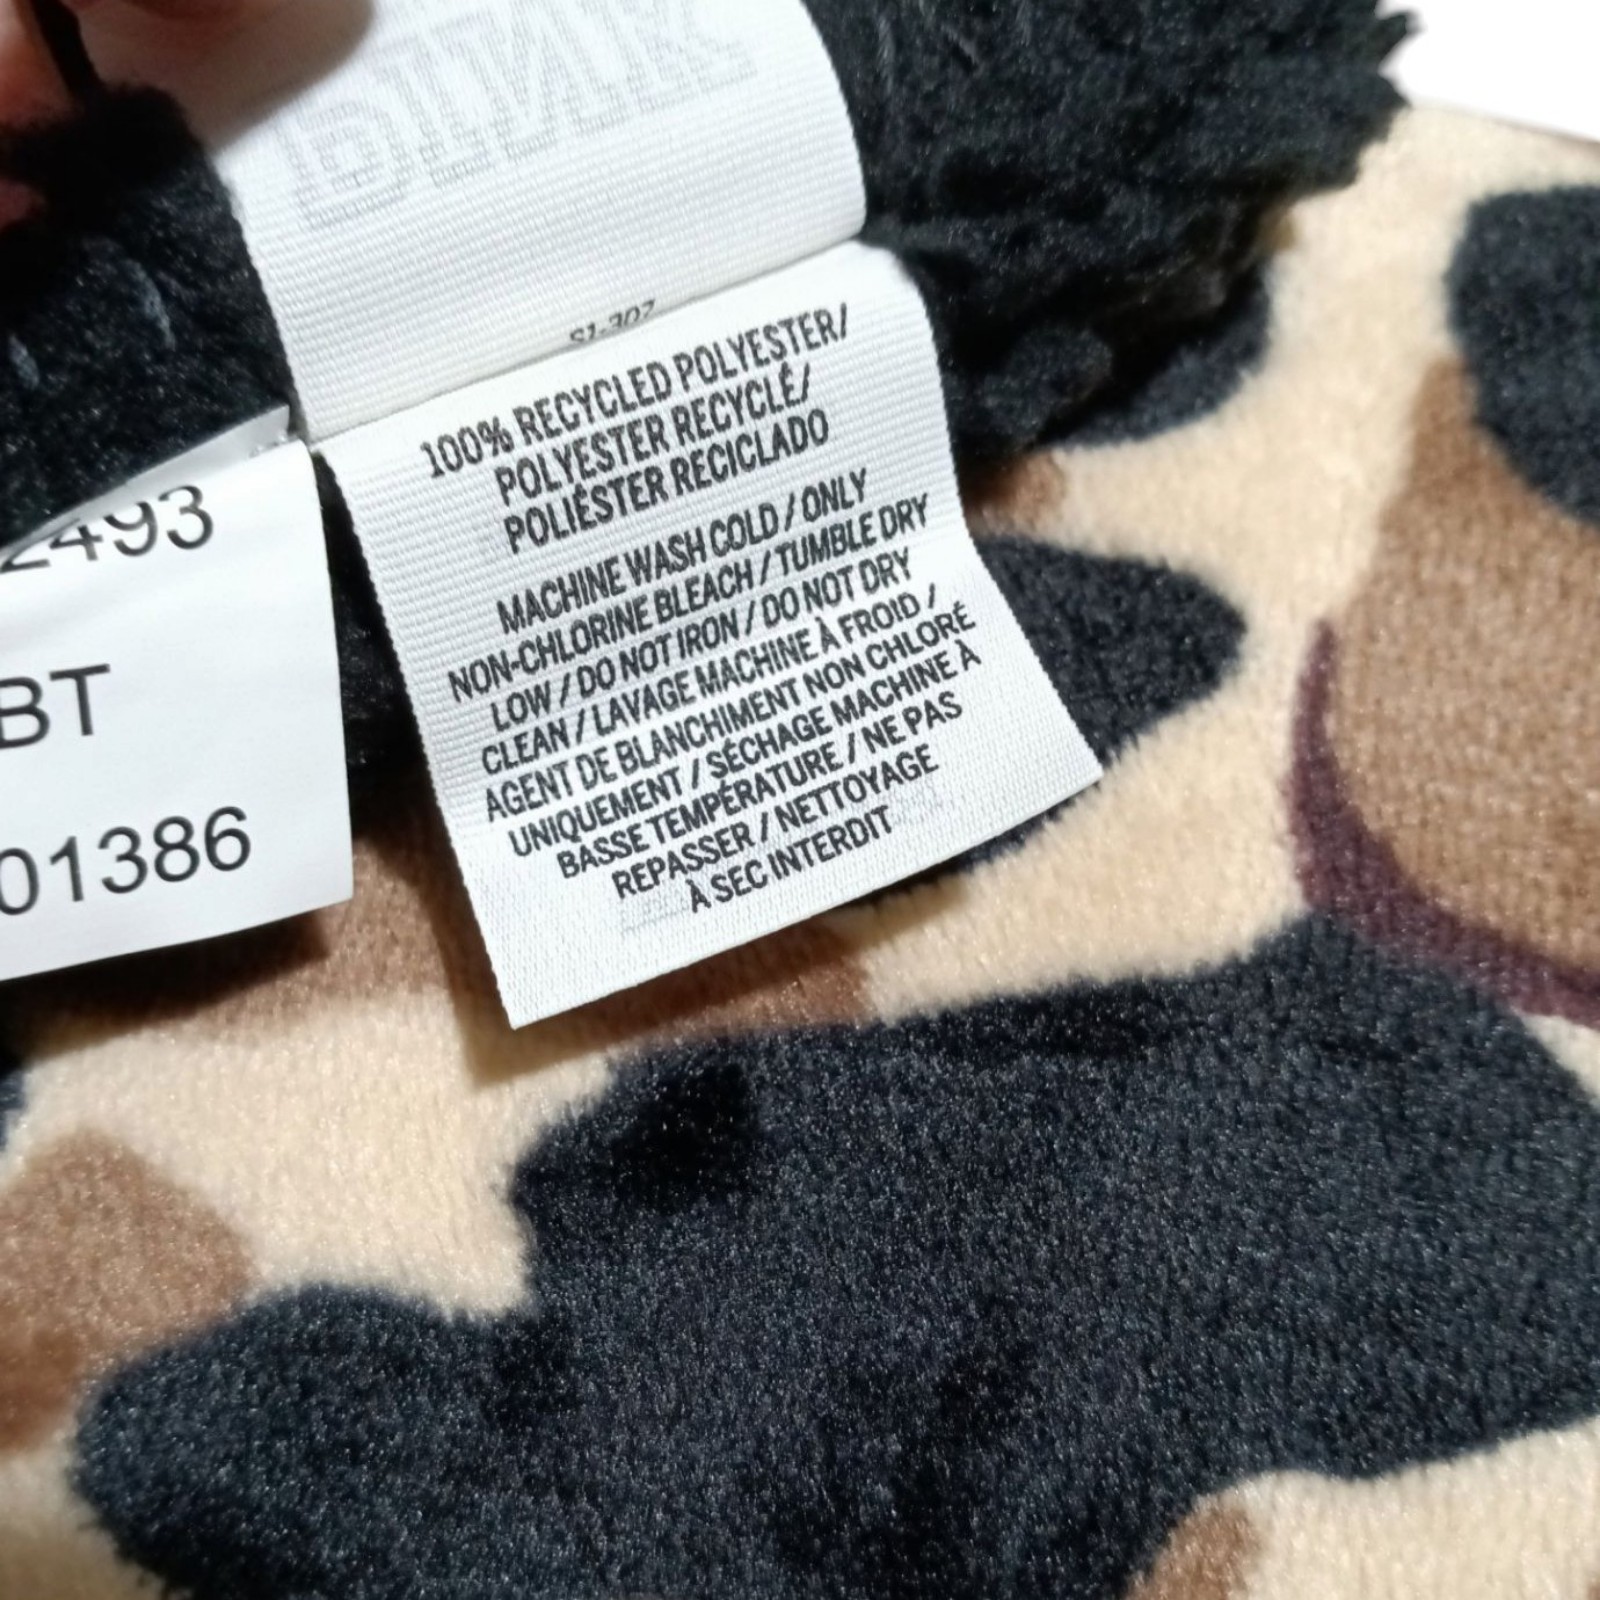 PINK
S1-307
100% RECYCLED POLYESTER/
POLYESTER RECYCLÉ/
POLIÉSTER RECICLADO
MACHINE WASH COLD / ONLY
NON-CHLORINE BLEACH / TUMBLE DRY
LOW / DO NOT IRON / DO NOT DRY
CLEAN / LAVAGE MACHINE À FROID /
AGENT DE BLANCHIMENT NON CHLORÉ
UNIQUEMENT / SÉCHAGE MACHINE À
BASSE TEMPÉRATURE / NE PAS
REPASSER / NETTOYAGE
À SEC INTERDIT
2493
BT
01386